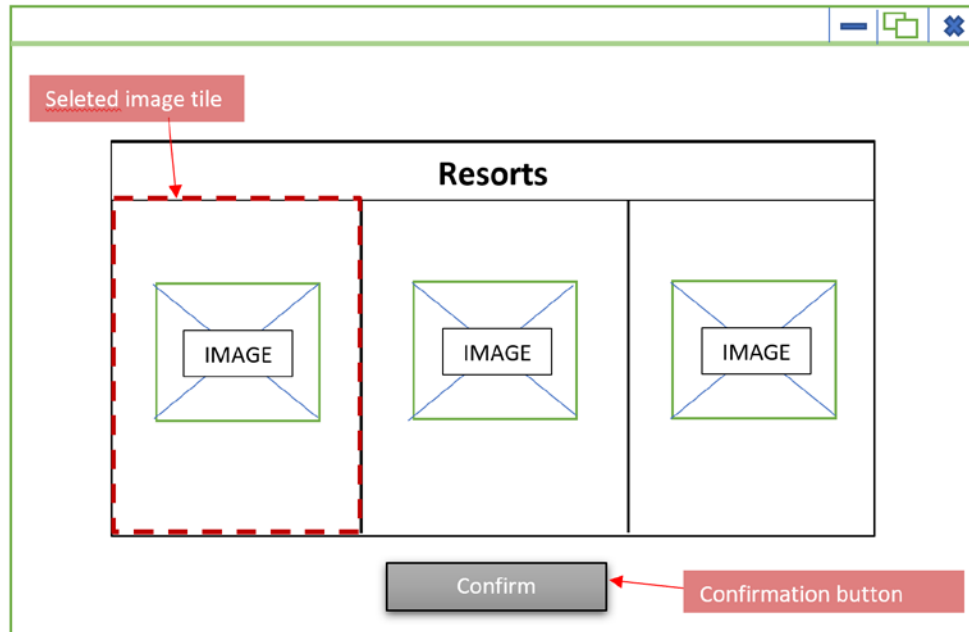 Seleted image tile
Resorts
IMAGE
IMAGE
IMAGE
Confirm
Confirmation button